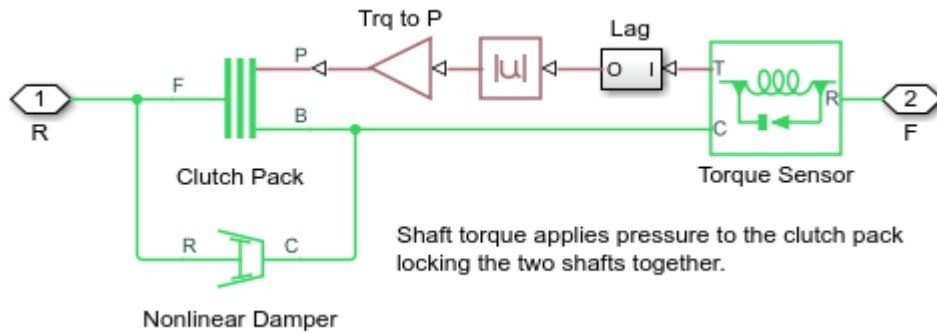 Trq to P
Lag
P
|u|
O I
T
1
F
R
2
B
C
R
F
Clutch Pack
Torque Sensor
R
C
Shaft torque applies pressure to the clutch pack
locking the two shafts together.
Nonlinear Damper